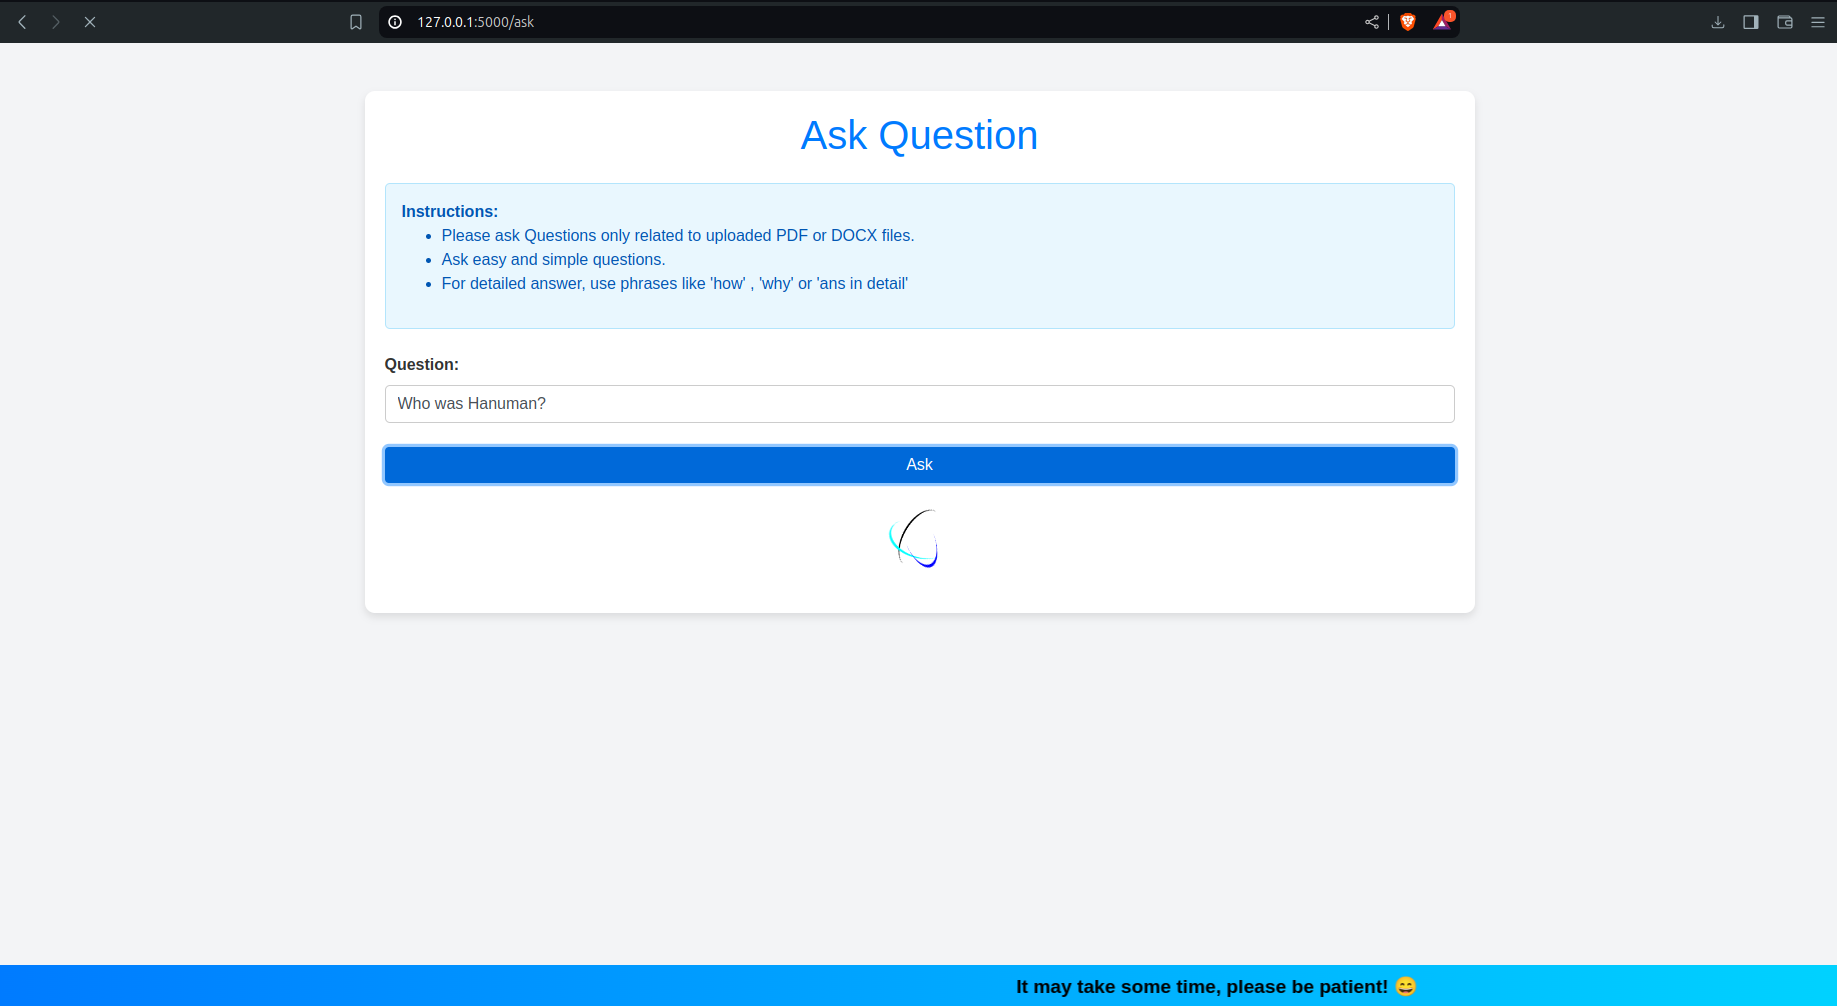 127.0.0.1:5000/ask
1
Ask Question
Instructions:
Please ask Questions only related to uploaded PDF or DOCX files.
Ask easy and simple questions.
For detailed answer, use phrases like 'how' , 'why' or 'ans in detail'
Question:
Who was Hanuman?
Ask
It may take some time, please be patient! 😄